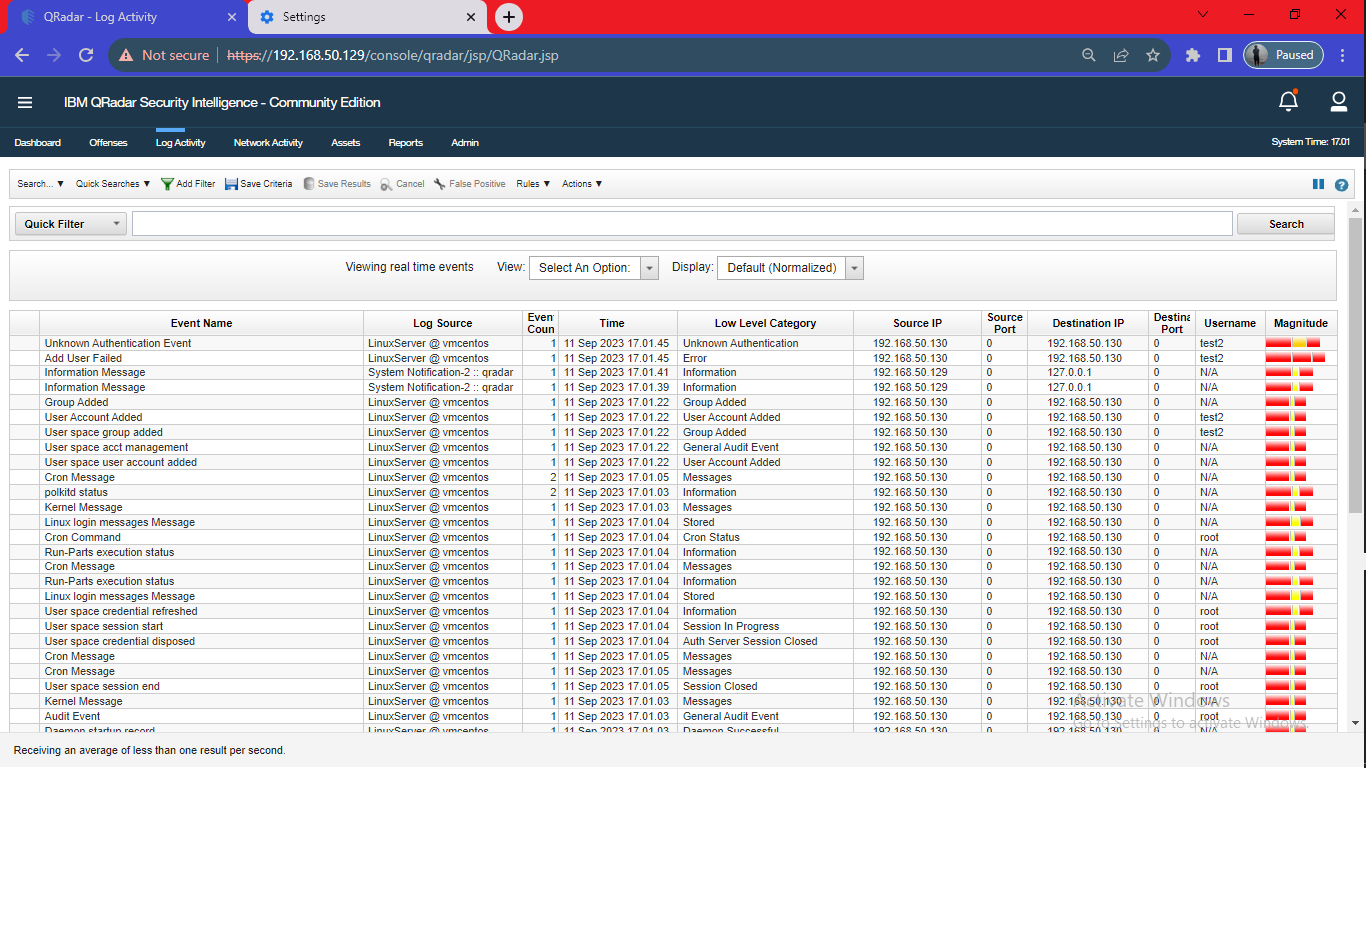 QRadar - Log Activity
Settings
Not secure https://192.168.50.129/console/qradar/jsp/QRadar.jsp
Paused
IBM QRadar Security Intelligence - Community Edition
Dashboard Offenses Log Activity Network Activity Assets Reports Admin System Time: 17.01
Search... ▼ Quick Searches ▼ Add Filter Save Criteria Save Results Cancel False Positive Rules ▼ Actions ▼
Quick Filter Search
Viewing real time events View: Select An Option: Display: Default (Normalized)
Event Name Log Source Even Coun Time Low Level Category Source IP Source Port Destination IP Destina Port Username Magnitude
Unknown Authentication Event LinuxServer @ vmcentos 1 11 Sep 2023 17.01.45 Unknown Authentication 192.168.50.130 0 192.168.50.130 0 test2
Add User Failed LinuxServer @ vmcentos 1 11 Sep 2023 17.01.45 Error 192.168.50.130 0 192.168.50.130 0 test2
Information Message System Notification-2 :: qradar 1 11 Sep 2023 17.01.41 Information 192.168.50.129 0 127.0.0.1 0 N/A
Information Message System Notification-2 :: qradar 1 11 Sep 2023 17.01.39 Information 192.168.50.129 0 127.0.0.1 0 N/A
Group Added LinuxServer @ vmcentos 1 11 Sep 2023 17.01.22 Group Added 192.168.50.130 0 192.168.50.130 0 N/A
User Account Added LinuxServer @ vmcentos 1 11 Sep 2023 17.01.22 User Account Added 192.168.50.130 0 192.168.50.130 0 test2
User space group added LinuxServer @ vmcentos 1 11 Sep 2023 17.01.22 Group Added 192.168.50.130 0 192.168.50.130 0 test2
User space acct management LinuxServer @ vmcentos 1 11 Sep 2023 17.01.22 General Audit Event 192.168.50.130 0 192.168.50.130 0 N/A
User space user account added LinuxServer @ vmcentos 1 11 Sep 2023 17.01.22 User Account Added 192.168.50.130 0 192.168.50.130 0 N/A
Cron Message LinuxServer @ vmcentos 2 11 Sep 2023 17.01.05 Messages 192.168.50.130 0 192.168.50.130 0 N/A
polkitd status LinuxServer @ vmcentos 2 11 Sep 2023 17.01.03 Information 192.168.50.130 0 192.168.50.130 0 N/A
Kernel Message LinuxServer @ vmcentos 1 11 Sep 2023 17.01.03 Messages 192.168.50.130 0 192.168.50.130 0 N/A
Linux login messages Message LinuxServer @ vmcentos 1 11 Sep 2023 17.01.04 Stored 192.168.50.130 0 192.168.50.130 0 N/A
Cron Command LinuxServer @ vmcentos 1 11 Sep 2023 17.01.04 Cron Status 192.168.50.130 0 192.168.50.130 0 root
Run-Parts execution status LinuxServer @ vmcentos 1 11 Sep 2023 17.01.04 Information 192.168.50.130 0 192.168.50.130 0 N/A
Cron Message LinuxServer @ vmcentos 1 11 Sep 2023 17.01.04 Messages 192.168.50.130 0 192.168.50.130 0 N/A
Run-Parts execution status LinuxServer @ vmcentos 1 11 Sep 2023 17.01.04 Information 192.168.50.130 0 192.168.50.130 0 N/A
Linux login messages Message LinuxServer @ vmcentos 1 11 Sep 2023 17.01.04 Stored 192.168.50.130 0 192.168.50.130 0 N/A
User space credential refreshed LinuxServer @ vmcentos 1 11 Sep 2023 17.01.04 Information 192.168.50.130 0 192.168.50.130 0 root
User space session start LinuxServer @ vmcentos 1 11 Sep 2023 17.01.04 Session In Progress 192.168.50.130 0 192.168.50.130 0 root
User space credential disposed LinuxServer @ vmcentos 1 11 Sep 2023 17.01.04 Auth Server Session Closed 192.168.50.130 0 192.168.50.130 0 root
Cron Message LinuxServer @ vmcentos 1 11 Sep 2023 17.01.05 Messages 192.168.50.130 0 192.168.50.130 0 N/A
Cron Message LinuxServer @ vmcentos 1 11 Sep 2023 17.01.05 Messages 192.168.50.130 0 192.168.50.130 0 N/A
User space session end LinuxServer @ vmcentos 1 11 Sep 2023 17.01.05 Session Closed 192.168.50.130 0 192.168.50.130 0 root
Kernel Message LinuxServer @ vmcentos 1 11 Sep 2023 17.01.03 Messages 192.168.50.130 0 192.168.50.130 0 N/A
Audit Event LinuxServer @ vmcentos 1 11 Sep 2023 17.01.03 General Audit Event 192.168.50.130 0 192.168.50.130 0 root
Daemon startup record LinuxServer @ vmcentos 1 11 Sep 2023 17.01.03 Daemon Successful 192.168.50.130 0 192.168.50.130 0 N/A
Activate Windows
Go to Settings to activate Windows.
Receiving an average of less than one result per second.